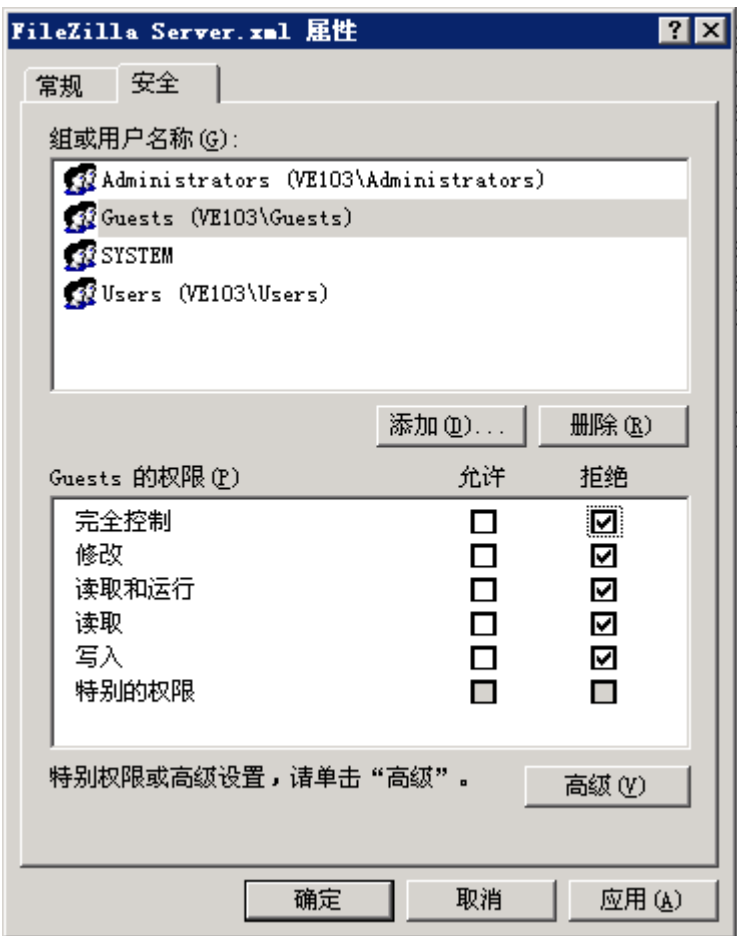 FileZilla Server.xml 属性
常规 安全
组或用户名称(G):
Administrators (VE103\Administrators)
Guests (VE103\Guests)
SYSTEM
Users (VE103\Users)
添加(D)... 删除(R)
Guests 的权限(P) 允许 拒绝
完全控制
修改
读取和运行
读取
写入
特别的权限
特别权限或高级设置，请单击“高级”。 高级(V)
确定 取消 应用(A)